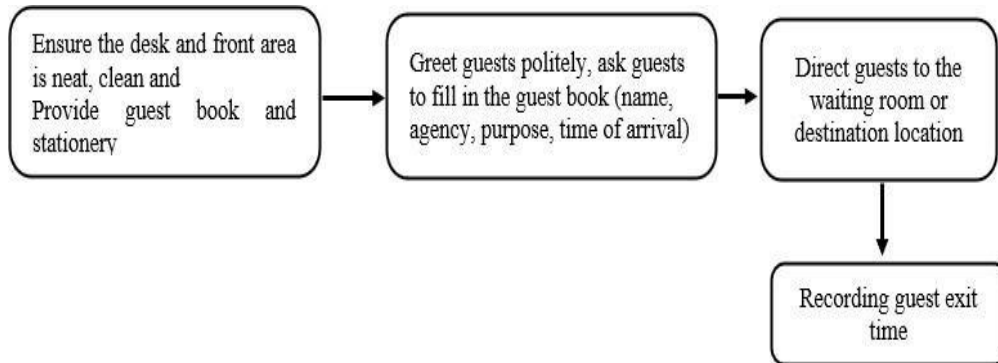 Ensure the desk and front area
is neat, clean and
Provide guest book and
stationery
Greet guests politely, ask guests
to fill in the guest book (name,
agency, purpose, time of arrival)
Direct guests to the
waiting room or
destination location
Recording guest exit
time